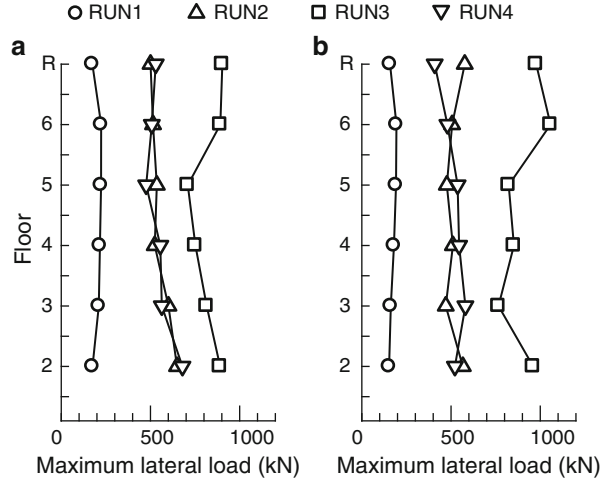 RUN1 RUN2 RUN3 RUN4
a b
R R
6 6
5 5
Floor
4 4
3 3
2 2
0 500 1000 0 500 1000
Maximum lateral load (kN) Maximum lateral load (kN)